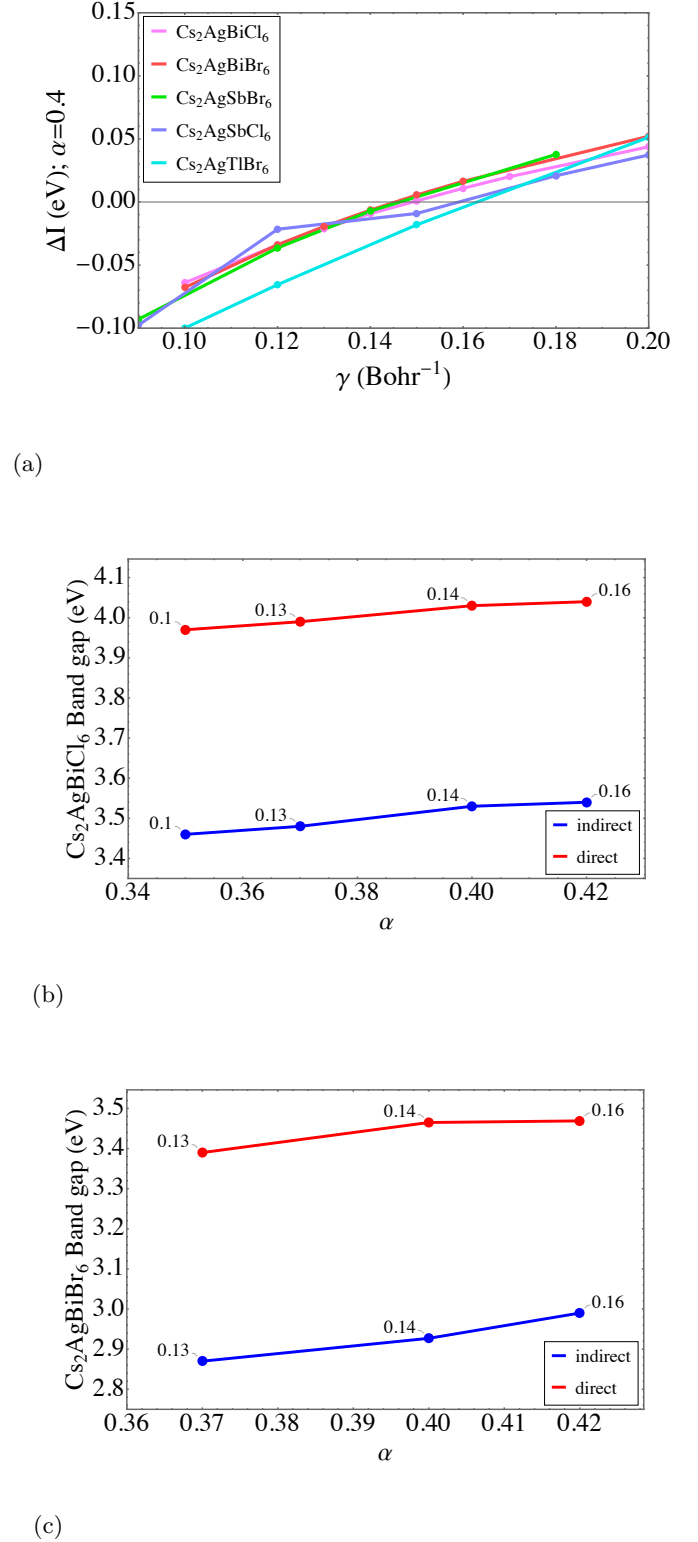 ΔI (eV); α=0.4
0.15
0.10
0.05
0.00
−0.05
−0.10
Cs₂AgBiCl₆
Cs₂AgBiBr₆
Cs₂AgSbBr₆
Cs₂AgSbCl₆
Cs₂AgTlBr₆
0.10 0.12 0.14 0.16 0.18 0.20
γ (Bohr⁻¹)
(a)
Cs₂AgBiCl₆ Band gap (eV)
4.1
4.0
3.9
3.8
3.7
3.6
3.5
3.4
0.1 0.13 0.14 0.16
0.1 0.13 0.14 0.16
indirect
direct
0.34 0.36 0.38 0.40 0.42
α
(b)
Cs₂AgBiBr₆ Band gap (eV)
3.5
3.4
3.3
3.2
3.1
3.0
2.9
2.8
0.13 0.14 0.16
0.13 0.14 0.16
indirect
direct
0.36 0.37 0.38 0.39 0.40 0.41 0.42
α
(c)